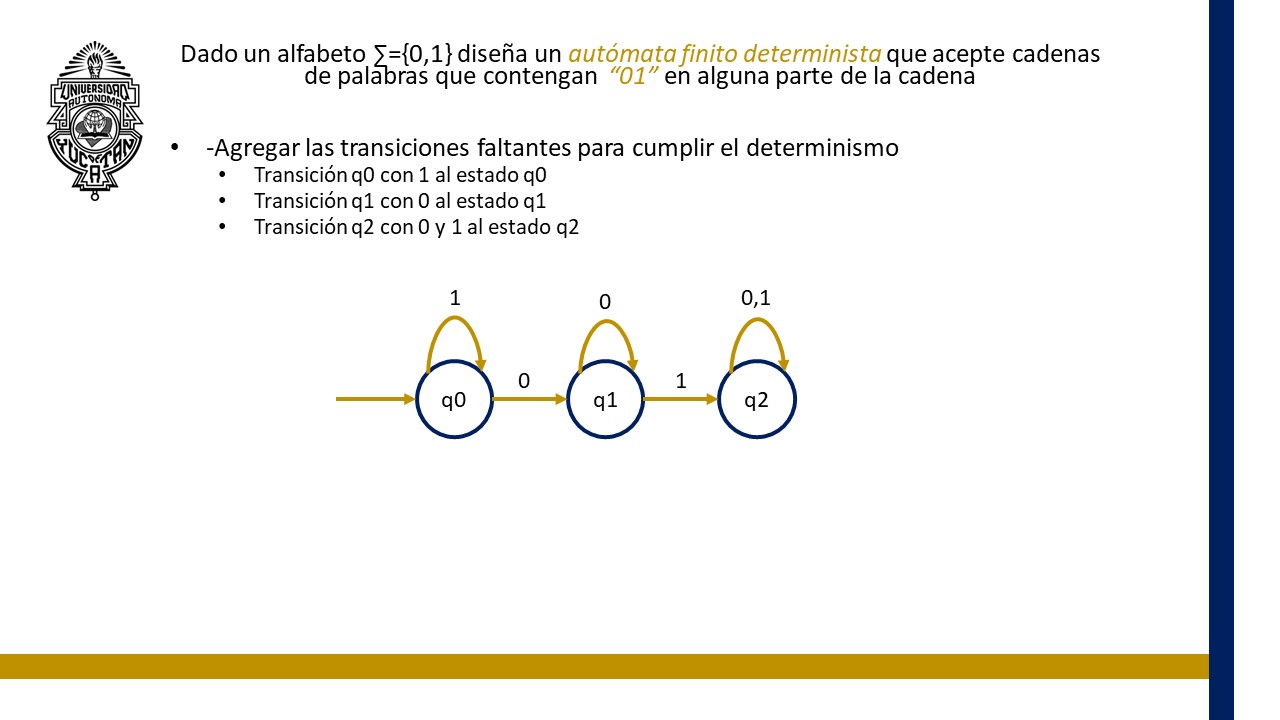 Dado un alfabeto ∑={0,1} diseña un autómata finito determinista que acepte cadenas
de palabras que contengan “01” en alguna parte de la cadena
UNIVERSIDAD
AUTONOMA
YUCATAN
• -Agregar las transiciones faltantes para cumplir el determinismo
• Transición q0 con 1 al estado q0
• Transición q1 con 0 al estado q1
• Transición q2 con 0 y 1 al estado q2
1 0 0,1
0 1
q0 q1 q2